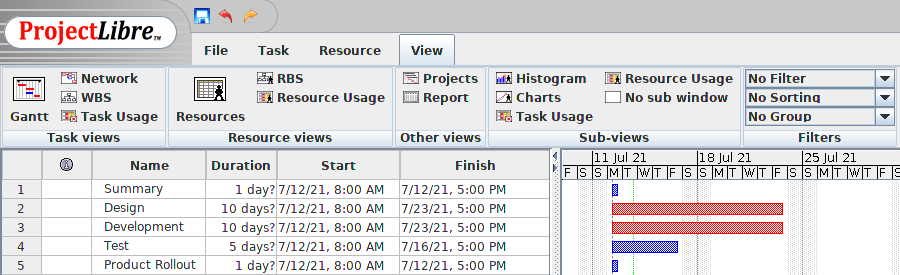 ProjectLibre™
File Task Resource View
Network RBS Projects Histogram Resource Usage No Filter
WBS Resource Usage Report Charts No sub window No Sorting
Gantt Task Usage Resources Task Usage No Group
Task views Resource views Other views Sub-views Filters
Name Duration Start Finish 11 Jul 21 18 Jul 21 25 Jul 21
F S S M T W T F S S M T W T F S S M T W T F S
1 Summary 1 day? 7/12/21, 8:00 AM 7/12/21, 5:00 PM
2 Design 10 days? 7/12/21, 8:00 AM 7/23/21, 5:00 PM
3 Development 10 days? 7/12/21, 8:00 AM 7/23/21, 5:00 PM
4 Test 5 days? 7/12/21, 8:00 AM 7/16/21, 5:00 PM
5 Product Rollout 1 day? 7/12/21, 8:00 AM 7/12/21, 5:00 PM